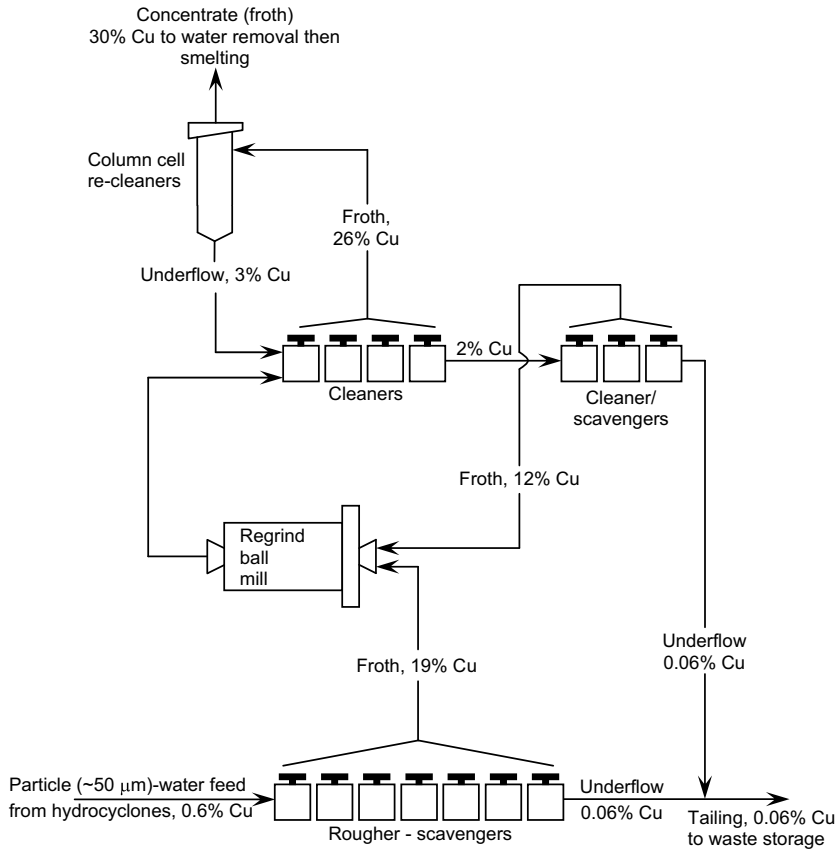 Concentrate (froth)
30% Cu to water removal then
smelting
Column cell
re-cleaners
Froth,
26% Cu
Underflow, 3% Cu
2% Cu
Cleaners
Cleaner/
scavengers
Froth, 12% Cu
Regrind
ball
mill
Underflow
0.06% Cu
Froth, 19% Cu
Particle (~50 μm)-water feed
from hydrocyclones, 0.6% Cu
Underflow
0.06% Cu
Rougher - scavengers
Tailing, 0.06% Cu
to waste storage